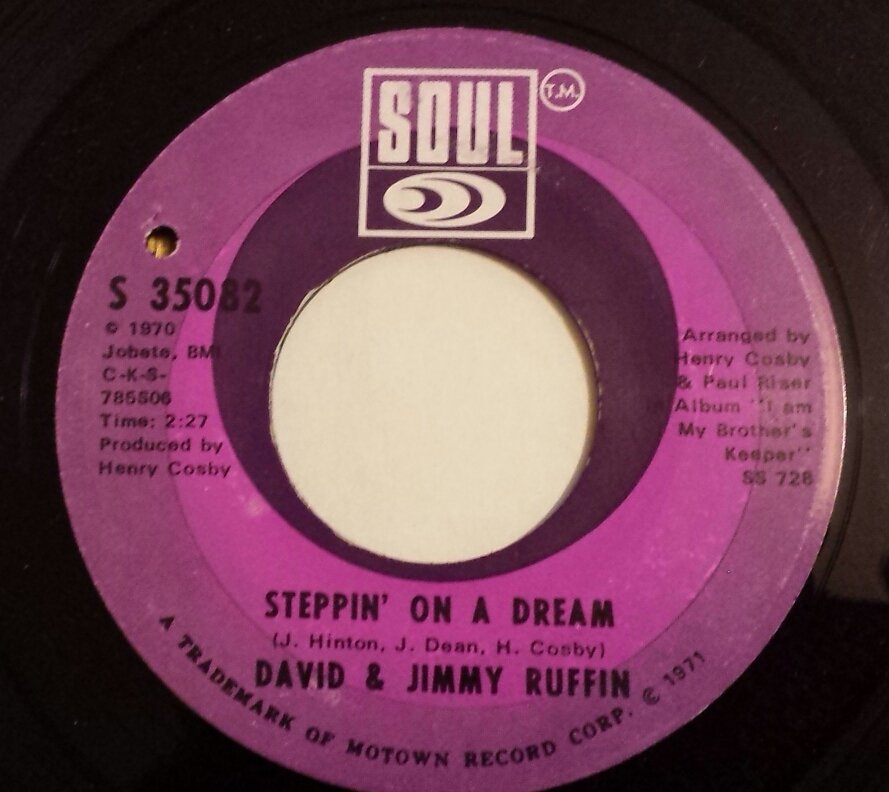 SOUL
T.M.
S 35082
© 1970
Jobete, BMI
C-K-S-
785S06
Time: 2:27
Produced by
Henry Cosby
Arranged by
Henry Cosby
& Paul Riser
Album "I am
My Brother's
Keeper"
SS 728
STEPPIN' ON A DREAM
(J. Hinton, J. Dean, H. Cosby)
DAVID & JIMMY RUFFIN
A TRADEMARK OF MOTOWN RECORD CORP. © 1971